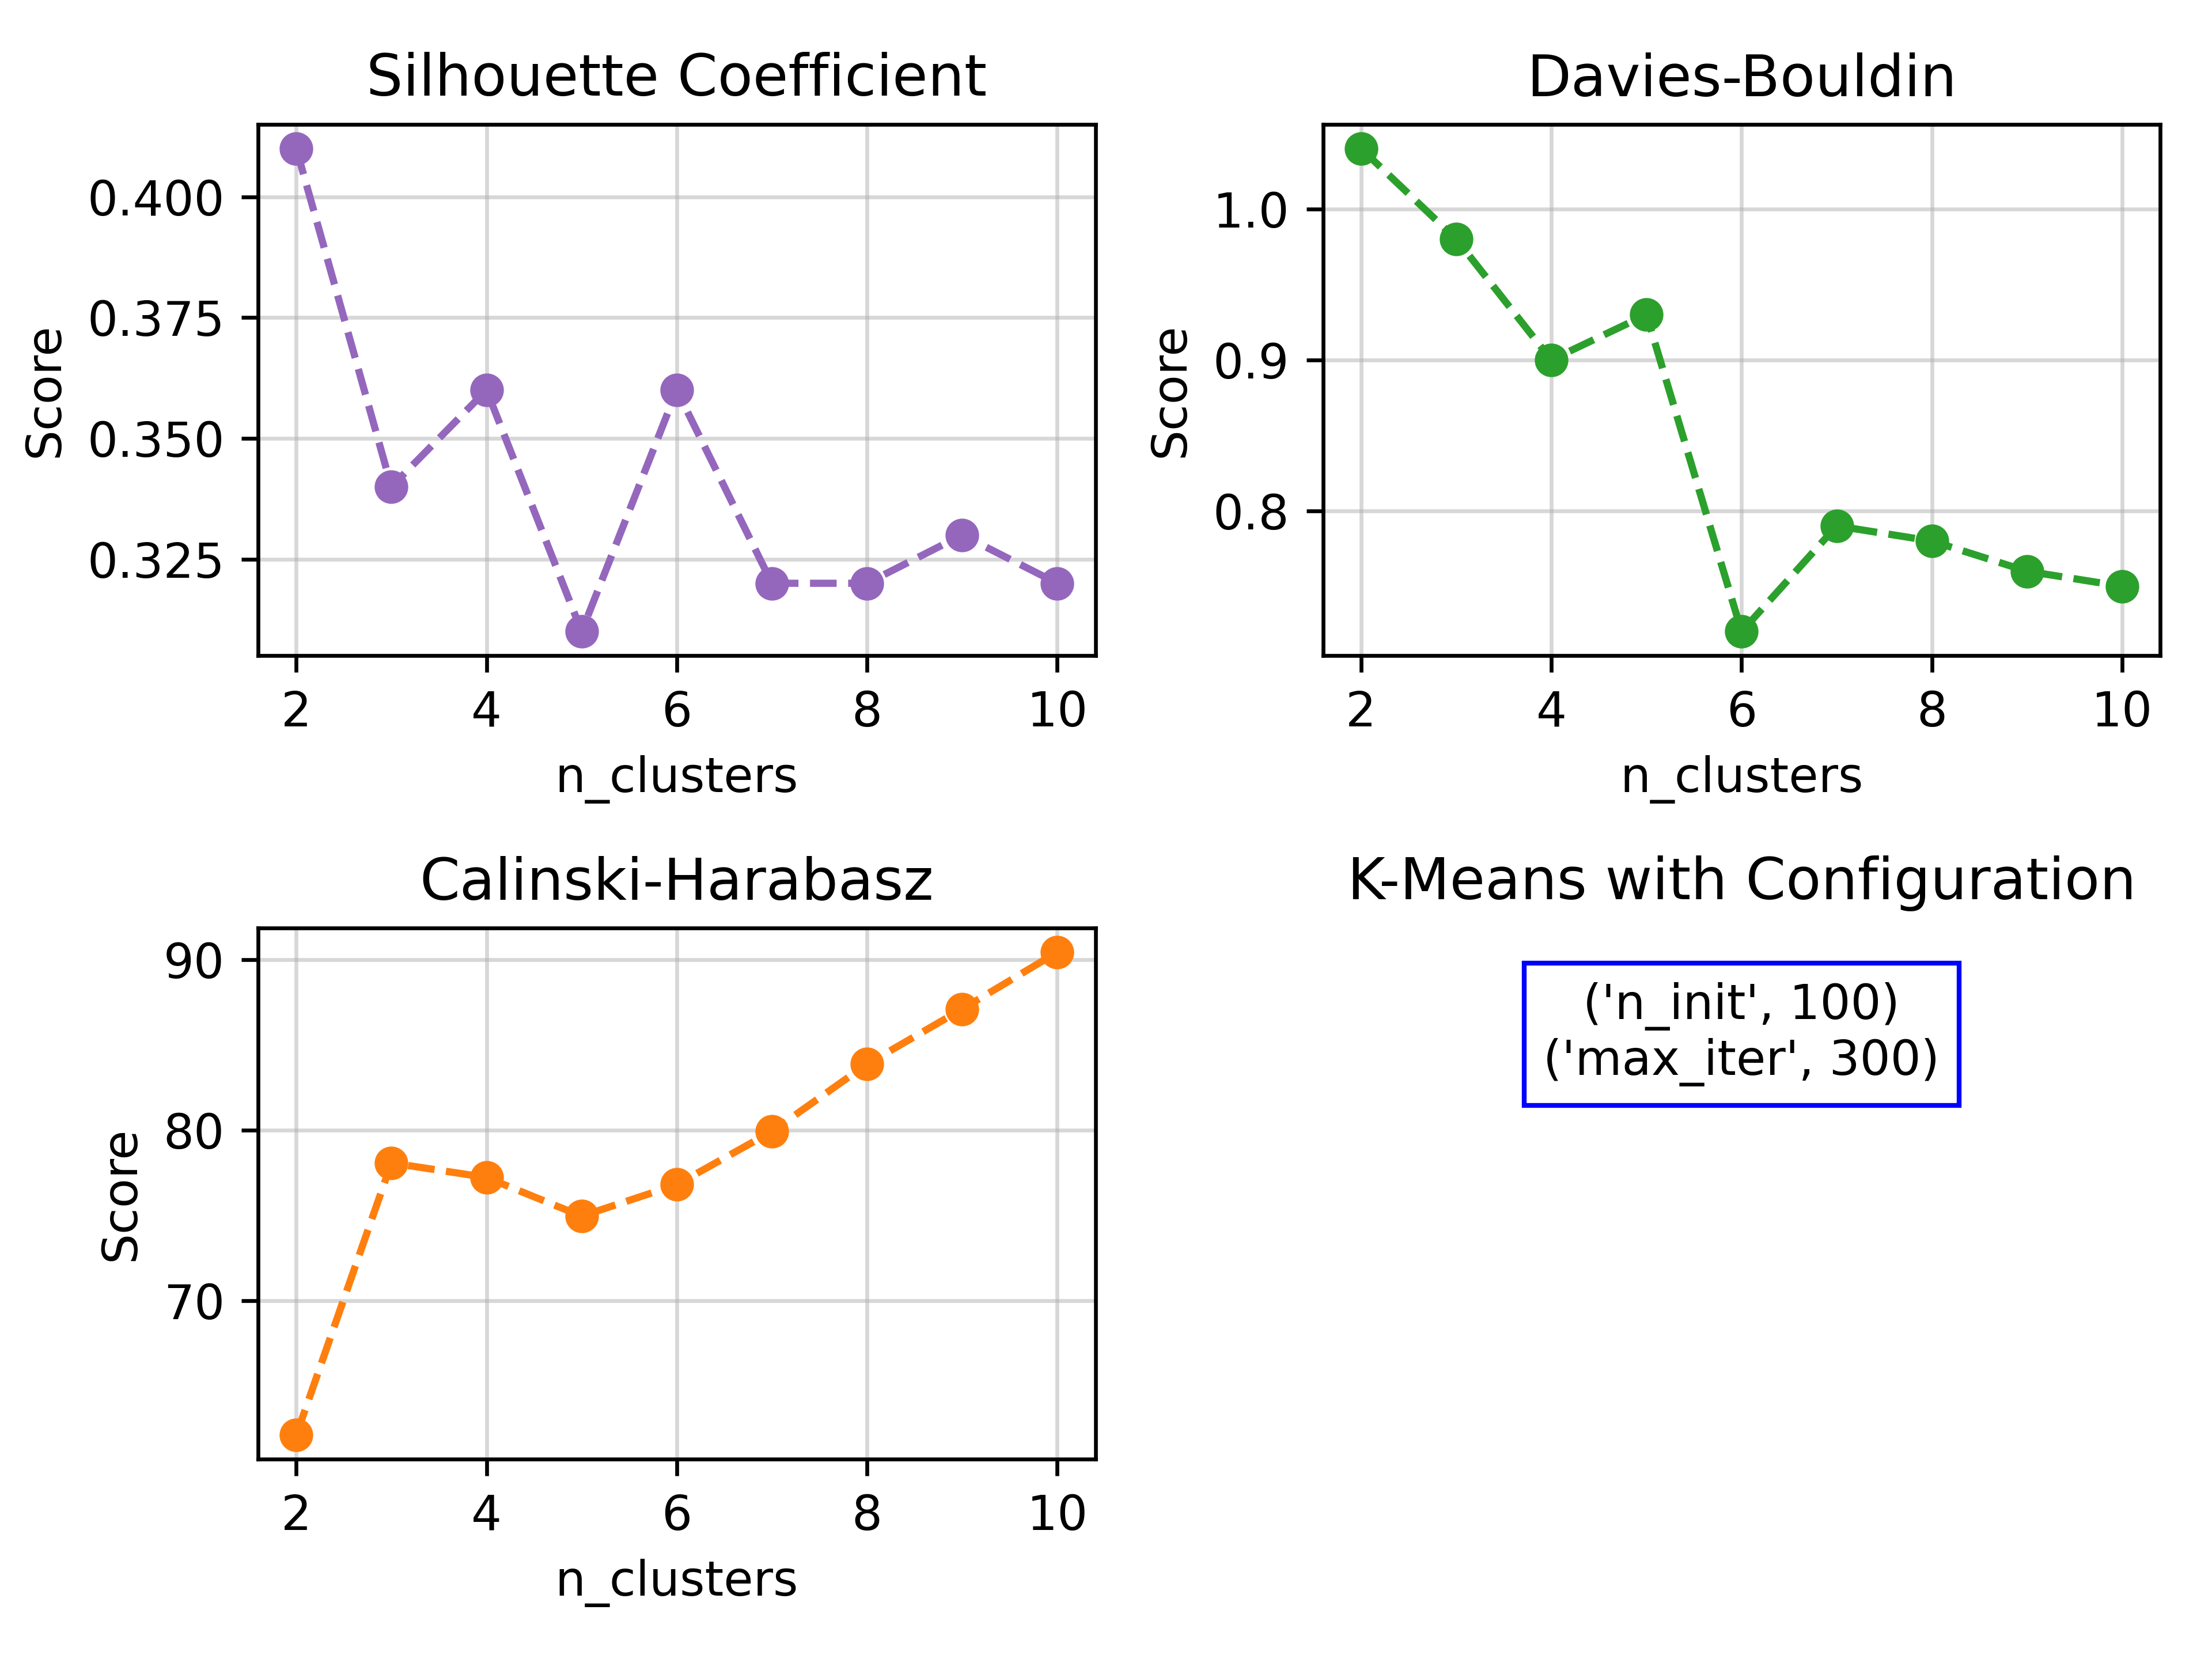 Silhouette Coefficient
0.400
0.375
0.350
0.325
Score
2 4 6 8 10
n_clusters
Davies-Bouldin
1.0
0.9
0.8
Score
2 4 6 8 10
n_clusters
Calinski-Harabasz
90
80
70
Score
2 4 6 8 10
n_clusters
K-Means with Configuration
('n_init', 100)
('max_iter', 300)